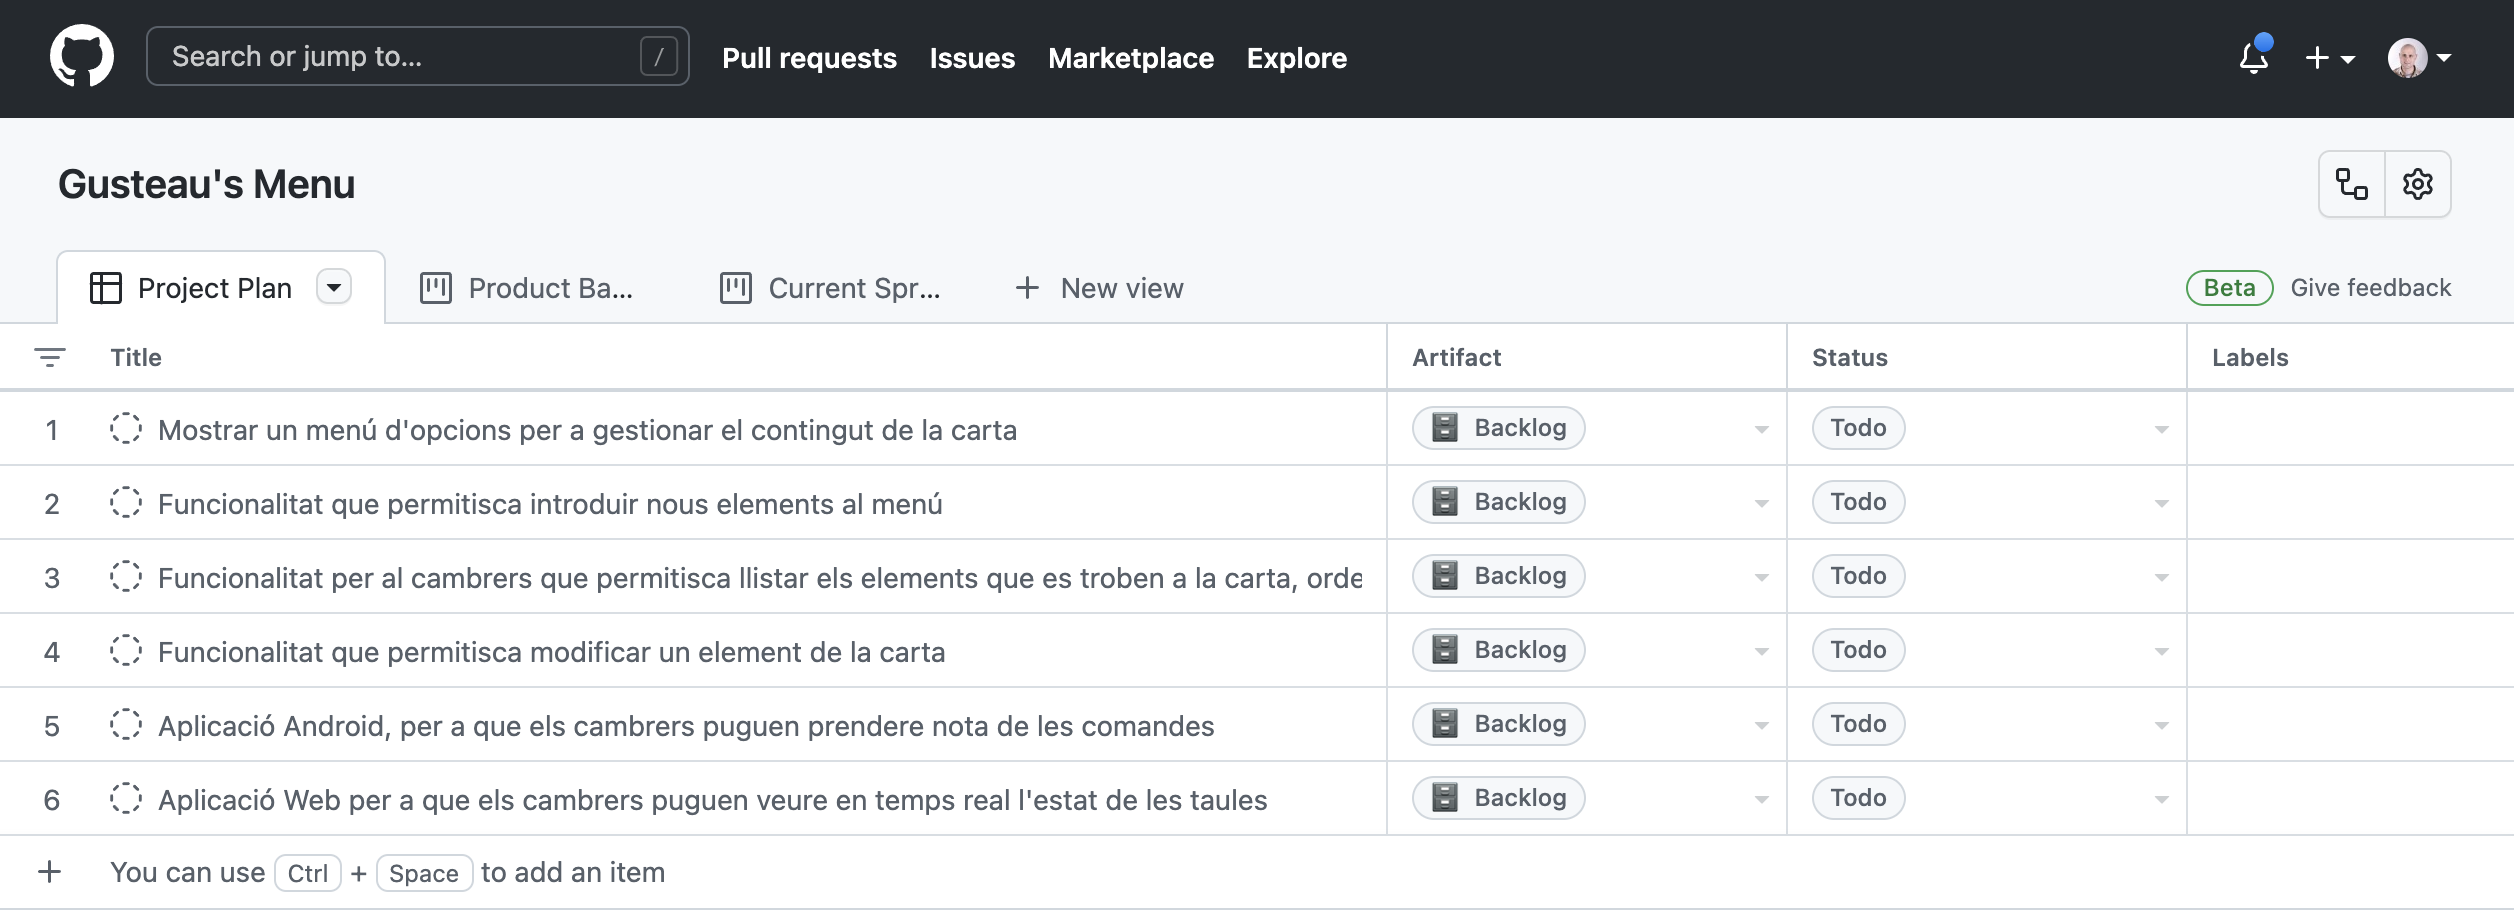 Search or jump to... / Pull requests Issues Marketplace Explore
Gusteau's Menu
Project Plan Product Ba... Current Spr... New view Beta Give feedback
Title Artifact Status Labels
1 Mostrar un menú d'opcions per a gestionar el contingut de la carta Backlog Todo
2 Funcionalitat que permitisca introduir nous elements al menú Backlog Todo
3 Funcionalitat per al cambrers que permitisca llistar els elements que es troben a la carta, orde Backlog Todo
4 Funcionalitat que permitisca modificar un element de la carta Backlog Todo
5 Aplicació Android, per a que els cambrers puguen prendere nota de les comandes Backlog Todo
6 Aplicació Web per a que els cambrers puguen veure en temps real l'estat de les taules Backlog Todo
You can use Ctrl + Space to add an item